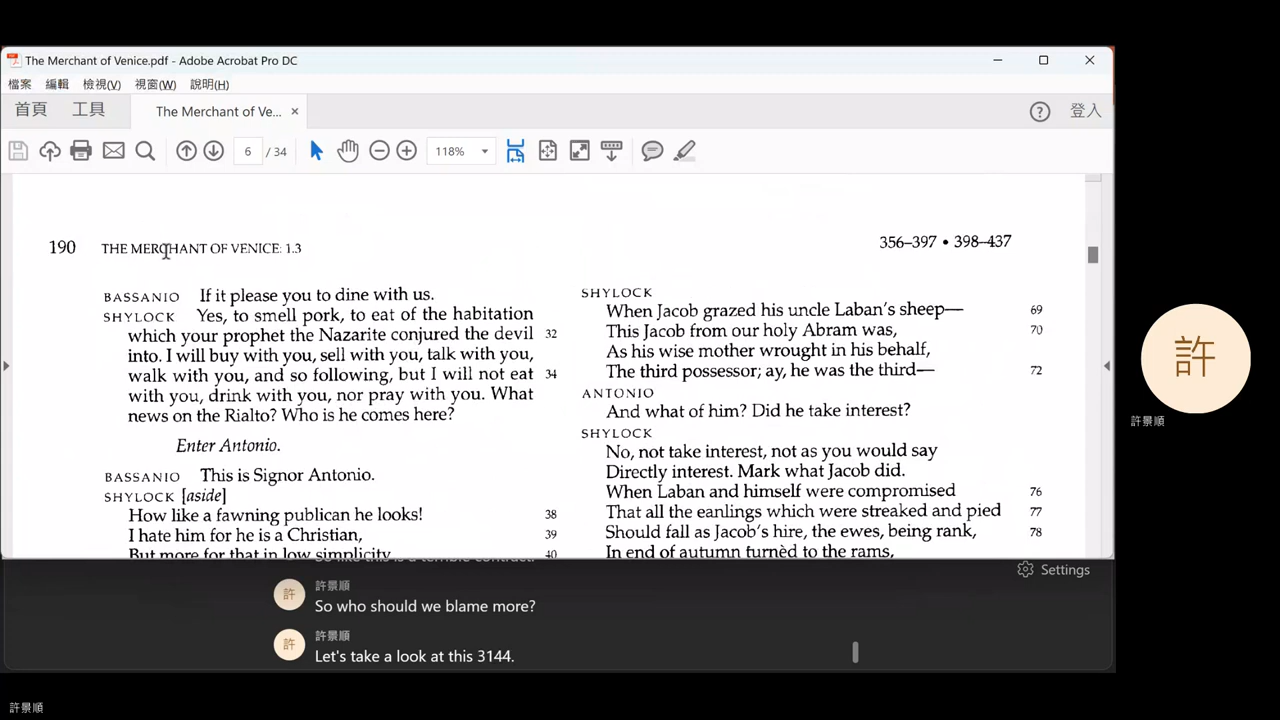 The Merchant of Venice.pdf - Adobe Acrobat Pro DC
檔案 編輯 檢視(V) 視窗(W) 說明(H)
首頁 工具 The Merchant of Ve... × ? 登入
6 / 34 118%
190 THE MERCHANT OF VENICE: 1.3 356–397 • 398–437
BASSANIO If it please you to dine with us.
SHYLOCK Yes, to smell pork, to eat of the habitation
which your prophet the Nazarite conjured the devil 32
into. I will buy with you, sell with you, talk with you,
walk with you, and so following, but I will not eat 34
with you, drink with you, nor pray with you. What
news on the Rialto? Who is he comes here?
Enter Antonio.
BASSANIO This is Signor Antonio.
SHYLOCK [aside]
How like a fawning publican he looks! 38
I hate him for he is a Christian, 39
But more for that in low simplicity 40
SHYLOCK
When Jacob grazed his uncle Laban's sheep— 69
This Jacob from our holy Abram was, 70
As his wise mother wrought in his behalf,
The third possessor; ay, he was the third— 72
ANTONIO
And what of him? Did he take interest?
SHYLOCK
No, not take interest, not as you would say
Directly interest. Mark what Jacob did.
When Laban and himself were compromised 76
That all the eanlings which were streaked and pied 77
Should fall as Jacob's hire, the ewes, being rank, 78
In end of autumn turnèd to the rams,
Settings
許 許景順
So who should we blame more?
許 許景順
Let's take a look at this 3144.
許
許景順
許景順